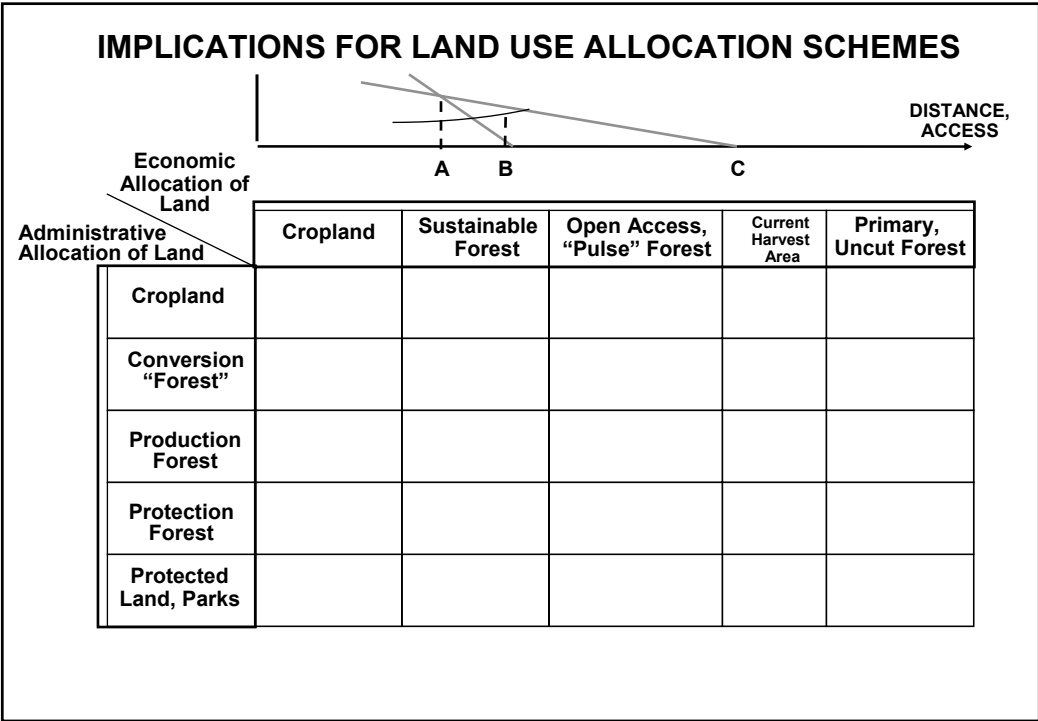 IMPLICATIONS FOR LAND USE ALLOCATION SCHEMES
DISTANCE,
ACCESS
A B C
Economic
Allocation of
Land
Administrative
Allocation of Land
Cropland
Sustainable
Forest
Open Access,
“Pulse” Forest
Current
Harvest
Area
Primary,
Uncut Forest
Cropland
Conversion
“Forest”
Production
Forest
Protection
Forest
Protected
Land, Parks